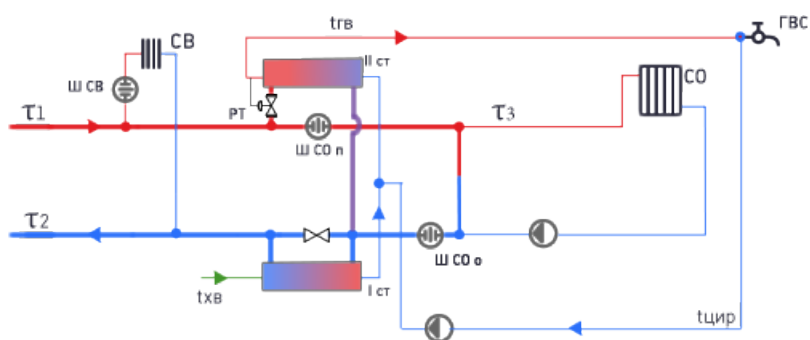 tгв
ГВС
СВ
II ст
СО
Ш СВ
РТ
τ1
τ3
Ш СО п
τ2
Ш СО о
I ст
tхв
tцир